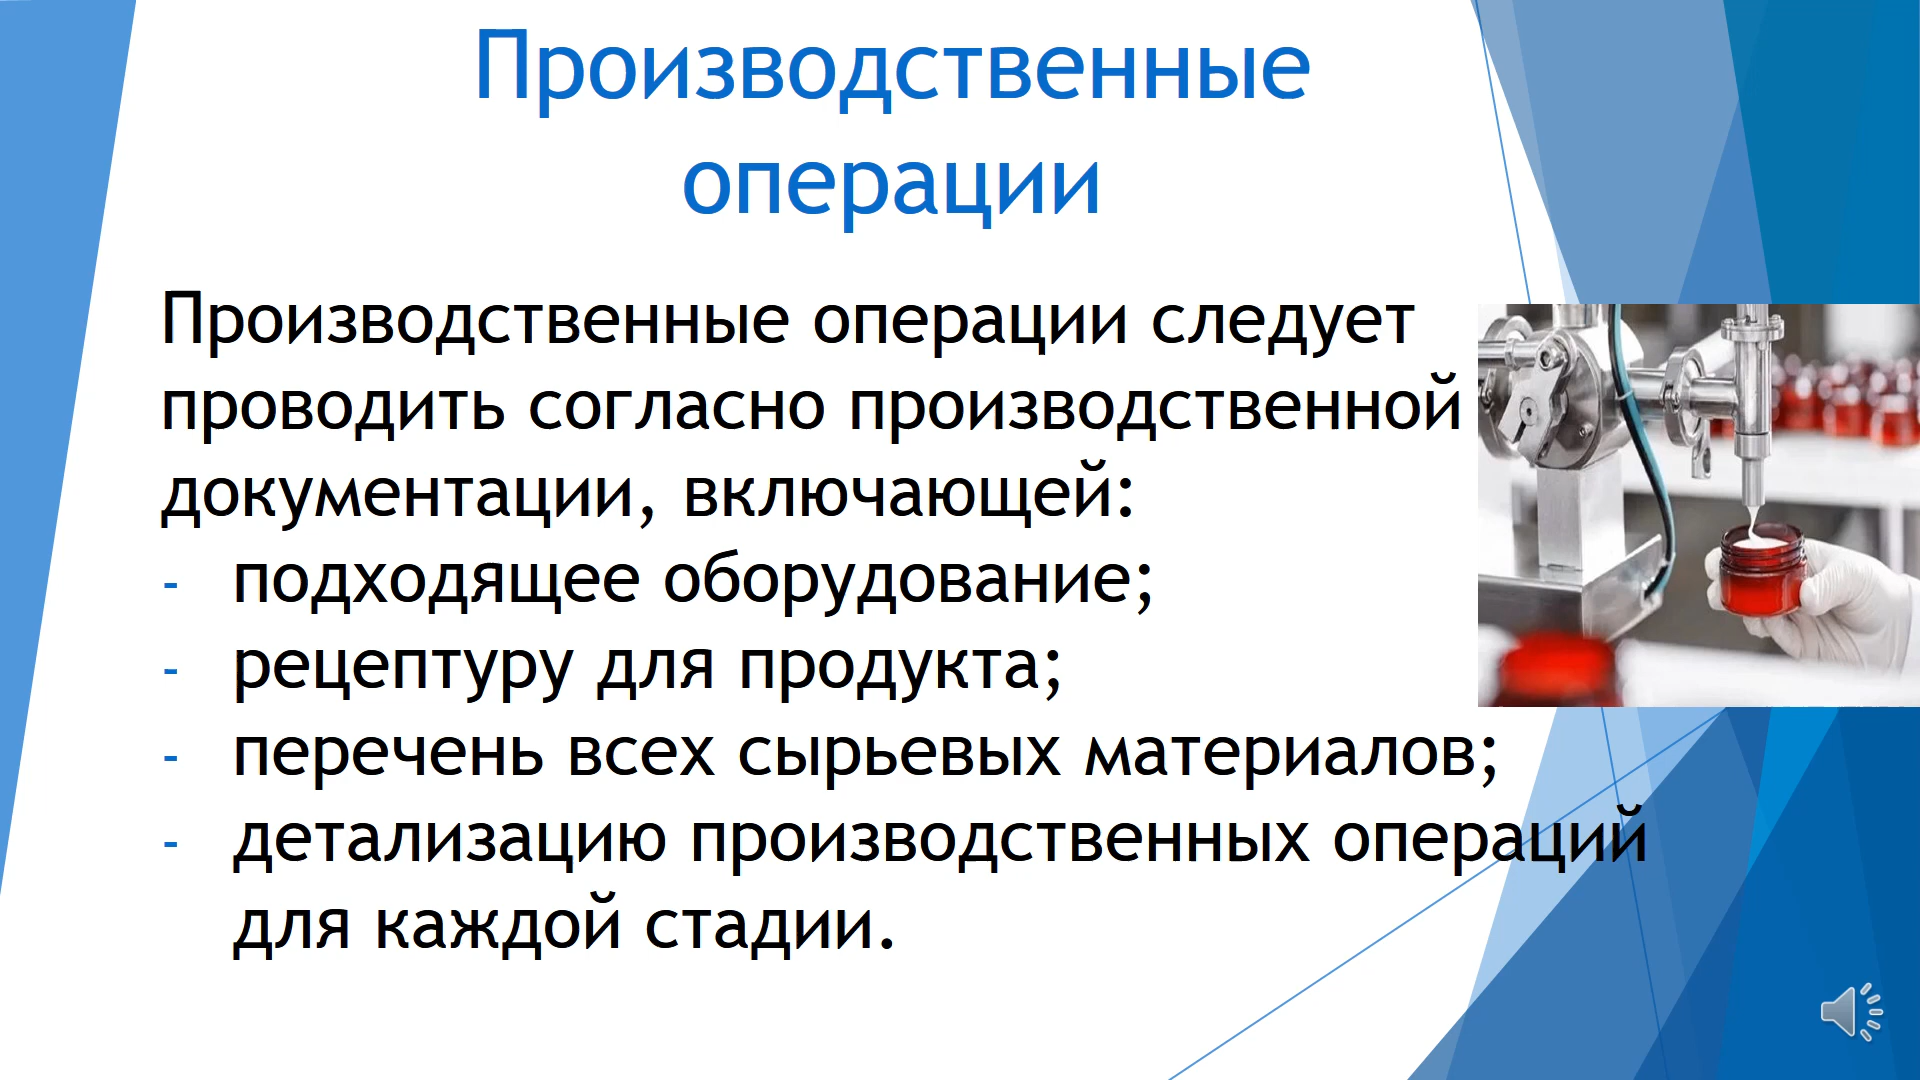 Производственные
операции
Производственные операции следует
проводить согласно производственной
документации, включающей:
- подходящее оборудование;
- рецептуру для продукта;
- перечень всех сырьевых материалов;
- детализацию производственных операций
для каждой стадии.